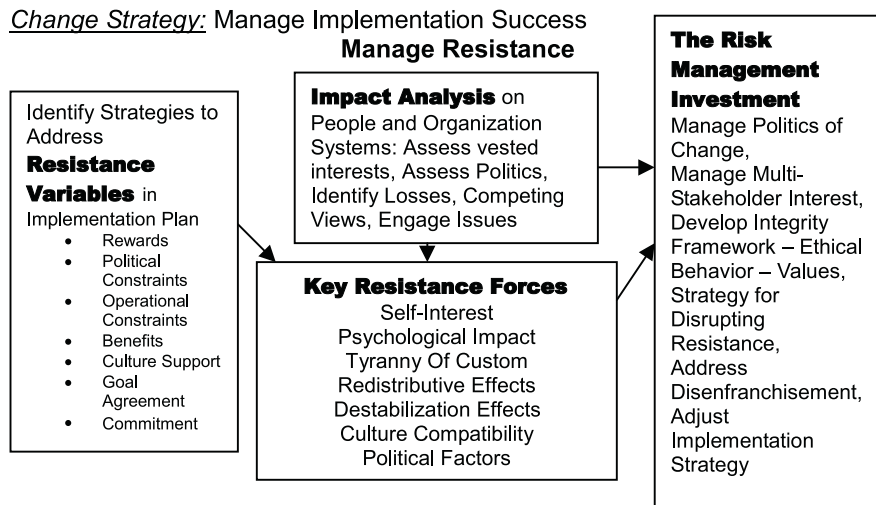 Change Strategy: Manage Implementation Success
Manage Resistance
Identify Strategies to
Address
Resistance
Variables in
Implementation Plan
• Rewards
• Political
Constraints
• Operational
Constraints
• Benefits
• Culture Support
• Goal
Agreement
• Commitment
Impact Analysis on
People and Organization
Systems: Assess vested
interests, Assess Politics,
Identify Losses, Competing
Views, Engage Issues
Key Resistance Forces
Self-Interest
Psychological Impact
Tyranny Of Custom
Redistributive Effects
Destabilization Effects
Culture Compatibility
Political Factors
The Risk
Management
Investment
Manage Politics of
Change,
Manage Multi-
Stakeholder Interest,
Develop Integrity
Framework – Ethical
Behavior – Values,
Strategy for
Disrupting
Resistance,
Address
Disenfranchisement,
Adjust
Implementation
Strategy